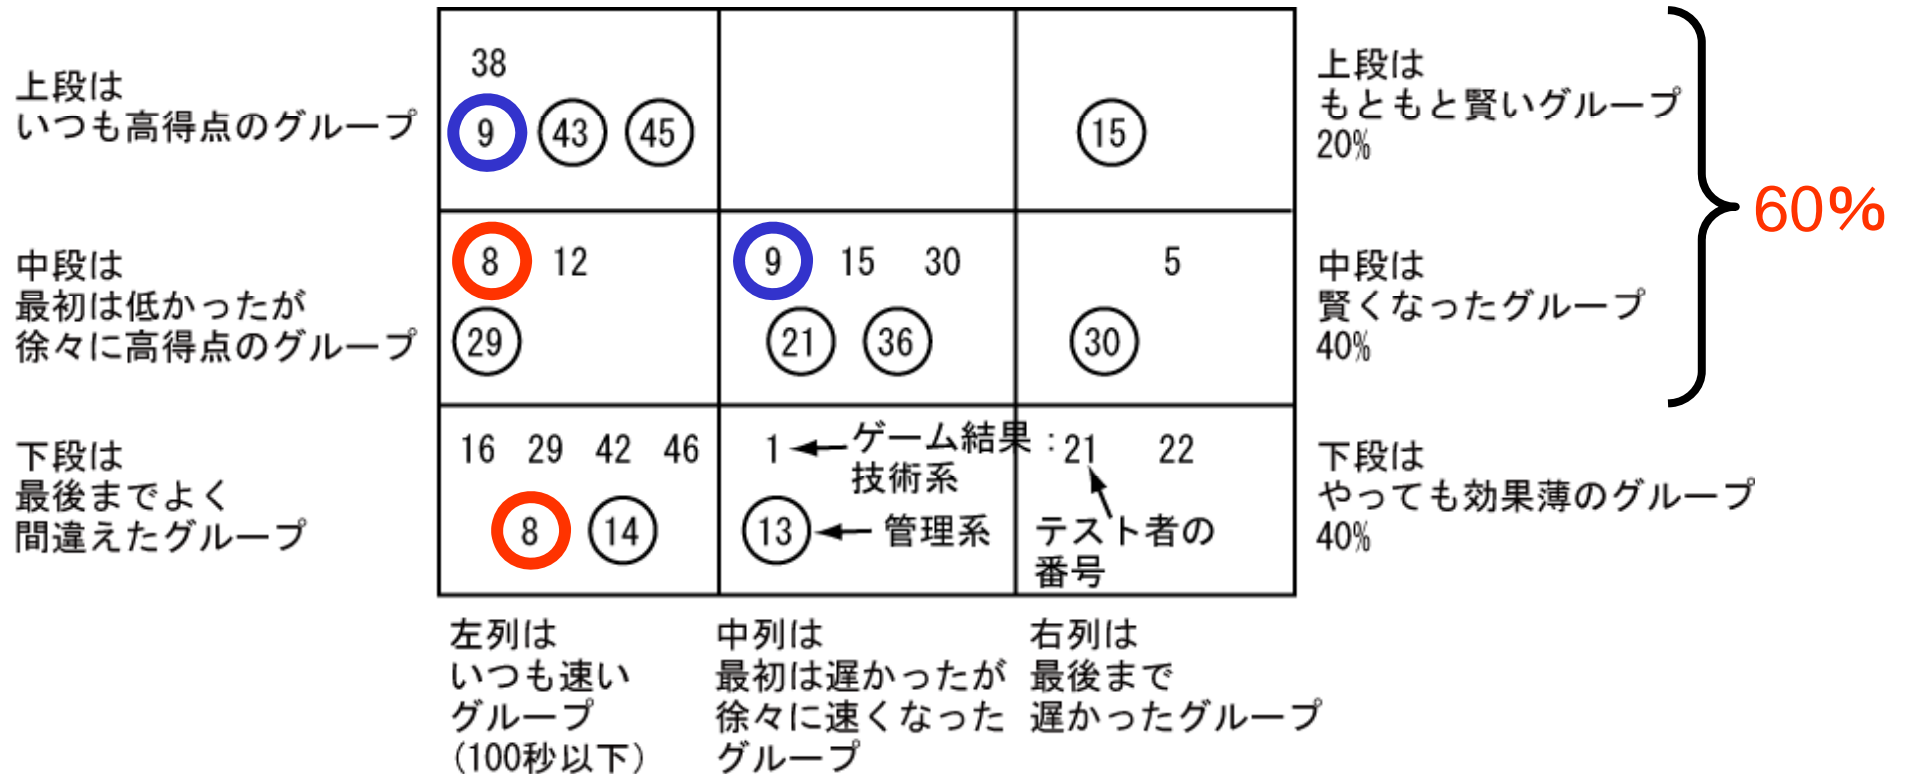 上段は
いつも高得点のグループ
38
9 43 45
15
上段は
もともと賢いグループ
20%
60%
中段は
最初は低かったが
徐々に高得点のグループ
8 12
29
9 15 30
21 36
5
30
中段は
賢くなったグループ
40%
下段は
最後までよく
間違えたグループ
16 29 42 46
8 14
1
ゲーム結果：
技術系
13
管理系
21 22
テスト者の
番号
下段は
やっても効果薄のグループ
40%
左列は
いつも速い
グループ
(100秒以下)
中列は
最初は遅かったが
徐々に速くなった
グループ
右列は
最後まで
遅かったグループ